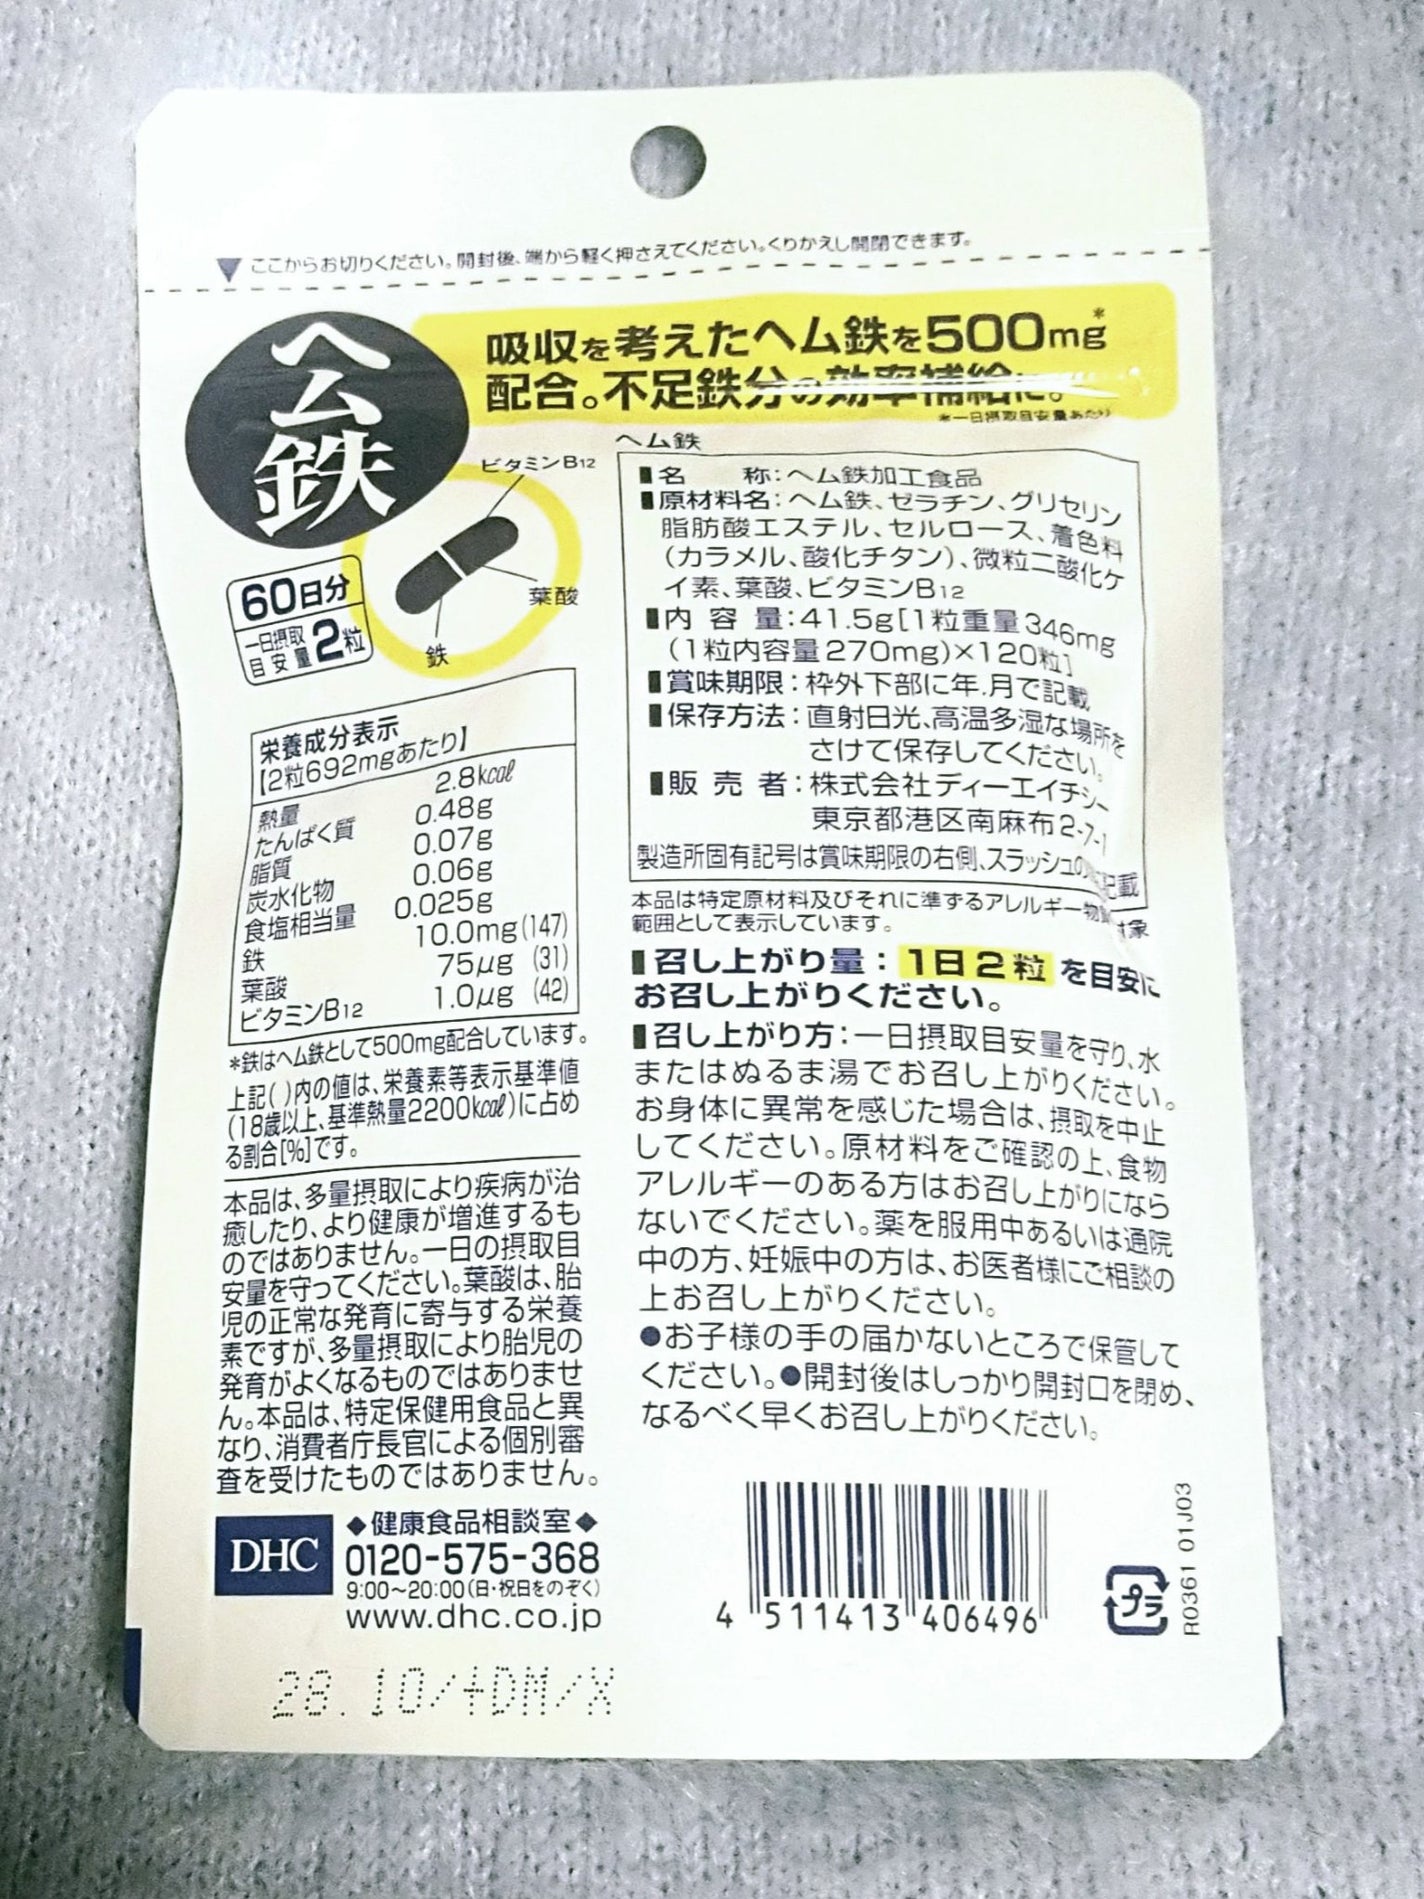 ここからお切りください。開封後、端から軽く押さえてください。くりかえし開閉できます。
ヘム鉄
吸収を考えたヘム鉄を500mg*
配合。不足鉄分の効率補給に。
*一日摂取目安量あたり
ビタミンB12
葉酸
鉄
60日分
一日摂取目安量2粒
栄養成分表示
【2粒692mgあたり】
熱量 2.8kcal
たんぱく質 0.48g
脂質 0.07g
炭水化物 0.06g
食塩相当量 0.025g
鉄 10.0mg(147)
葉酸 75μg (31)
ビタミンB12 1.0μg (42)
*鉄はヘム鉄として500mg配合しています。
上記( )内の値は、栄養素等表示基準値
(18歳以上、基準熱量2200kcal)に占め
る割合[%]です。
本品は、多量摂取により疾病が治
癒したり、より健康が増進するも
のではありません。一日の摂取目
安量を守ってください。葉酸は、胎
児の正常な発育に寄与する栄養
素ですが、多量摂取により胎児の
発育がよくなるものではありませ
ん。本品は、特定保健用食品と異
なり、消費者庁長官による個別審
査を受けたものではありません。
DHC
◆健康食品相談室◆
0120-575-368
9:00〜20:00(日・祝日をのぞく)
www.dhc.co.jp
28.10/+DM/X
ヘム鉄
■名　称:ヘム鉄加工食品
■原材料名:ヘム鉄、ゼラチン、グリセリン
脂肪酸エステル、セルロース、着色料
(カラメル、酸化チタン)、微粒二酸化ケ
イ素、葉酸、ビタミンB12
■内容量:41.5g[1粒重量346mg
(1粒内容量270mg)×120粒]
■賞味期限:枠外下部に年.月で記載
■保存方法:直射日光、高温多湿な場所を
さけて保存してください。
■販売者:株式会社ディーエイチシー
東京都港区南麻布2-7-1
製造所固有記号は賞味期限の右側、スラッシュの 記載
本品は特定原材料及びそれに準ずるアレルギー物質 対象
範囲として表示しています。
■召し上がり量:1日2粒を目安に
お召し上がりください。
■召し上がり方:一日摂取目安量を守り、水
またはぬるま湯でお召し上がりください。
お身体に異常を感じた場合は、摂取を中止
してください。原材料をご確認の上、食物
アレルギーのある方はお召し上がりになら
ないでください。薬を服用中あるいは通院
中の方、妊娠中の方は、お医者様にご相談の
上お召し上がりください。
●お子様の手の届かないところで保管して
ください。●開封後はしっかり開封口を閉め、
なるべく早くお召し上がりください。
4 511413 406496
プラ
R0361 01J03